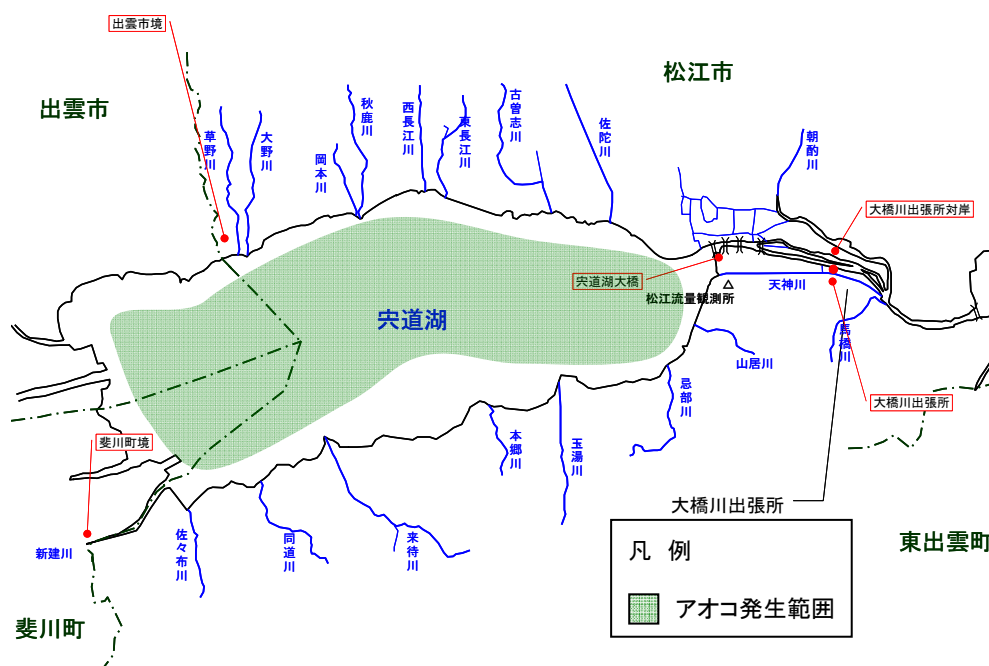 出雲市境
松江市
出雲市
草野川
大野川
岡本川
秋鹿川
西長江川
東長江川
古曽志川
佐陀川
朝酌川
大橋川出張所対岸
宍道湖大橋
松江流量観測所
天神川
宍道湖
馬橋川
山居川
忌部川
大橋川出張所
斐川町境
本郷川
玉湯川
大橋川出張所
新建川
佐々布川
同道川
来待川
東出雲町
斐川町
凡 例
アオコ発生範囲